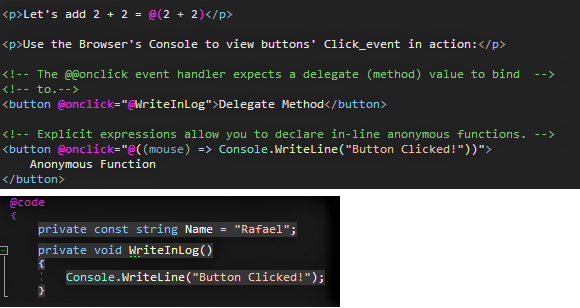 <p>Let's add 2 + 2 = @(2 + 2)</p>
<p>Use the Browser's Console to view buttons' Click_event in action:</p>
<!-- The @@onclick event handler expects a delegate (method) value to bind  -->
<!-- to.-->
<button @onclick="@WriteInLog">Delegate Method</button>
<!-- Explicit expressions allow you to declare in-line anonymous functions. -->
<button @onclick="@((mouse) => Console.WriteLine("Button Clicked!"))">
    Anonymous Function
</button>
@code
{
    private const string Name = "Rafael";
    private void WriteInLog()
    {
        Console.WriteLine("Button Clicked!");
    }